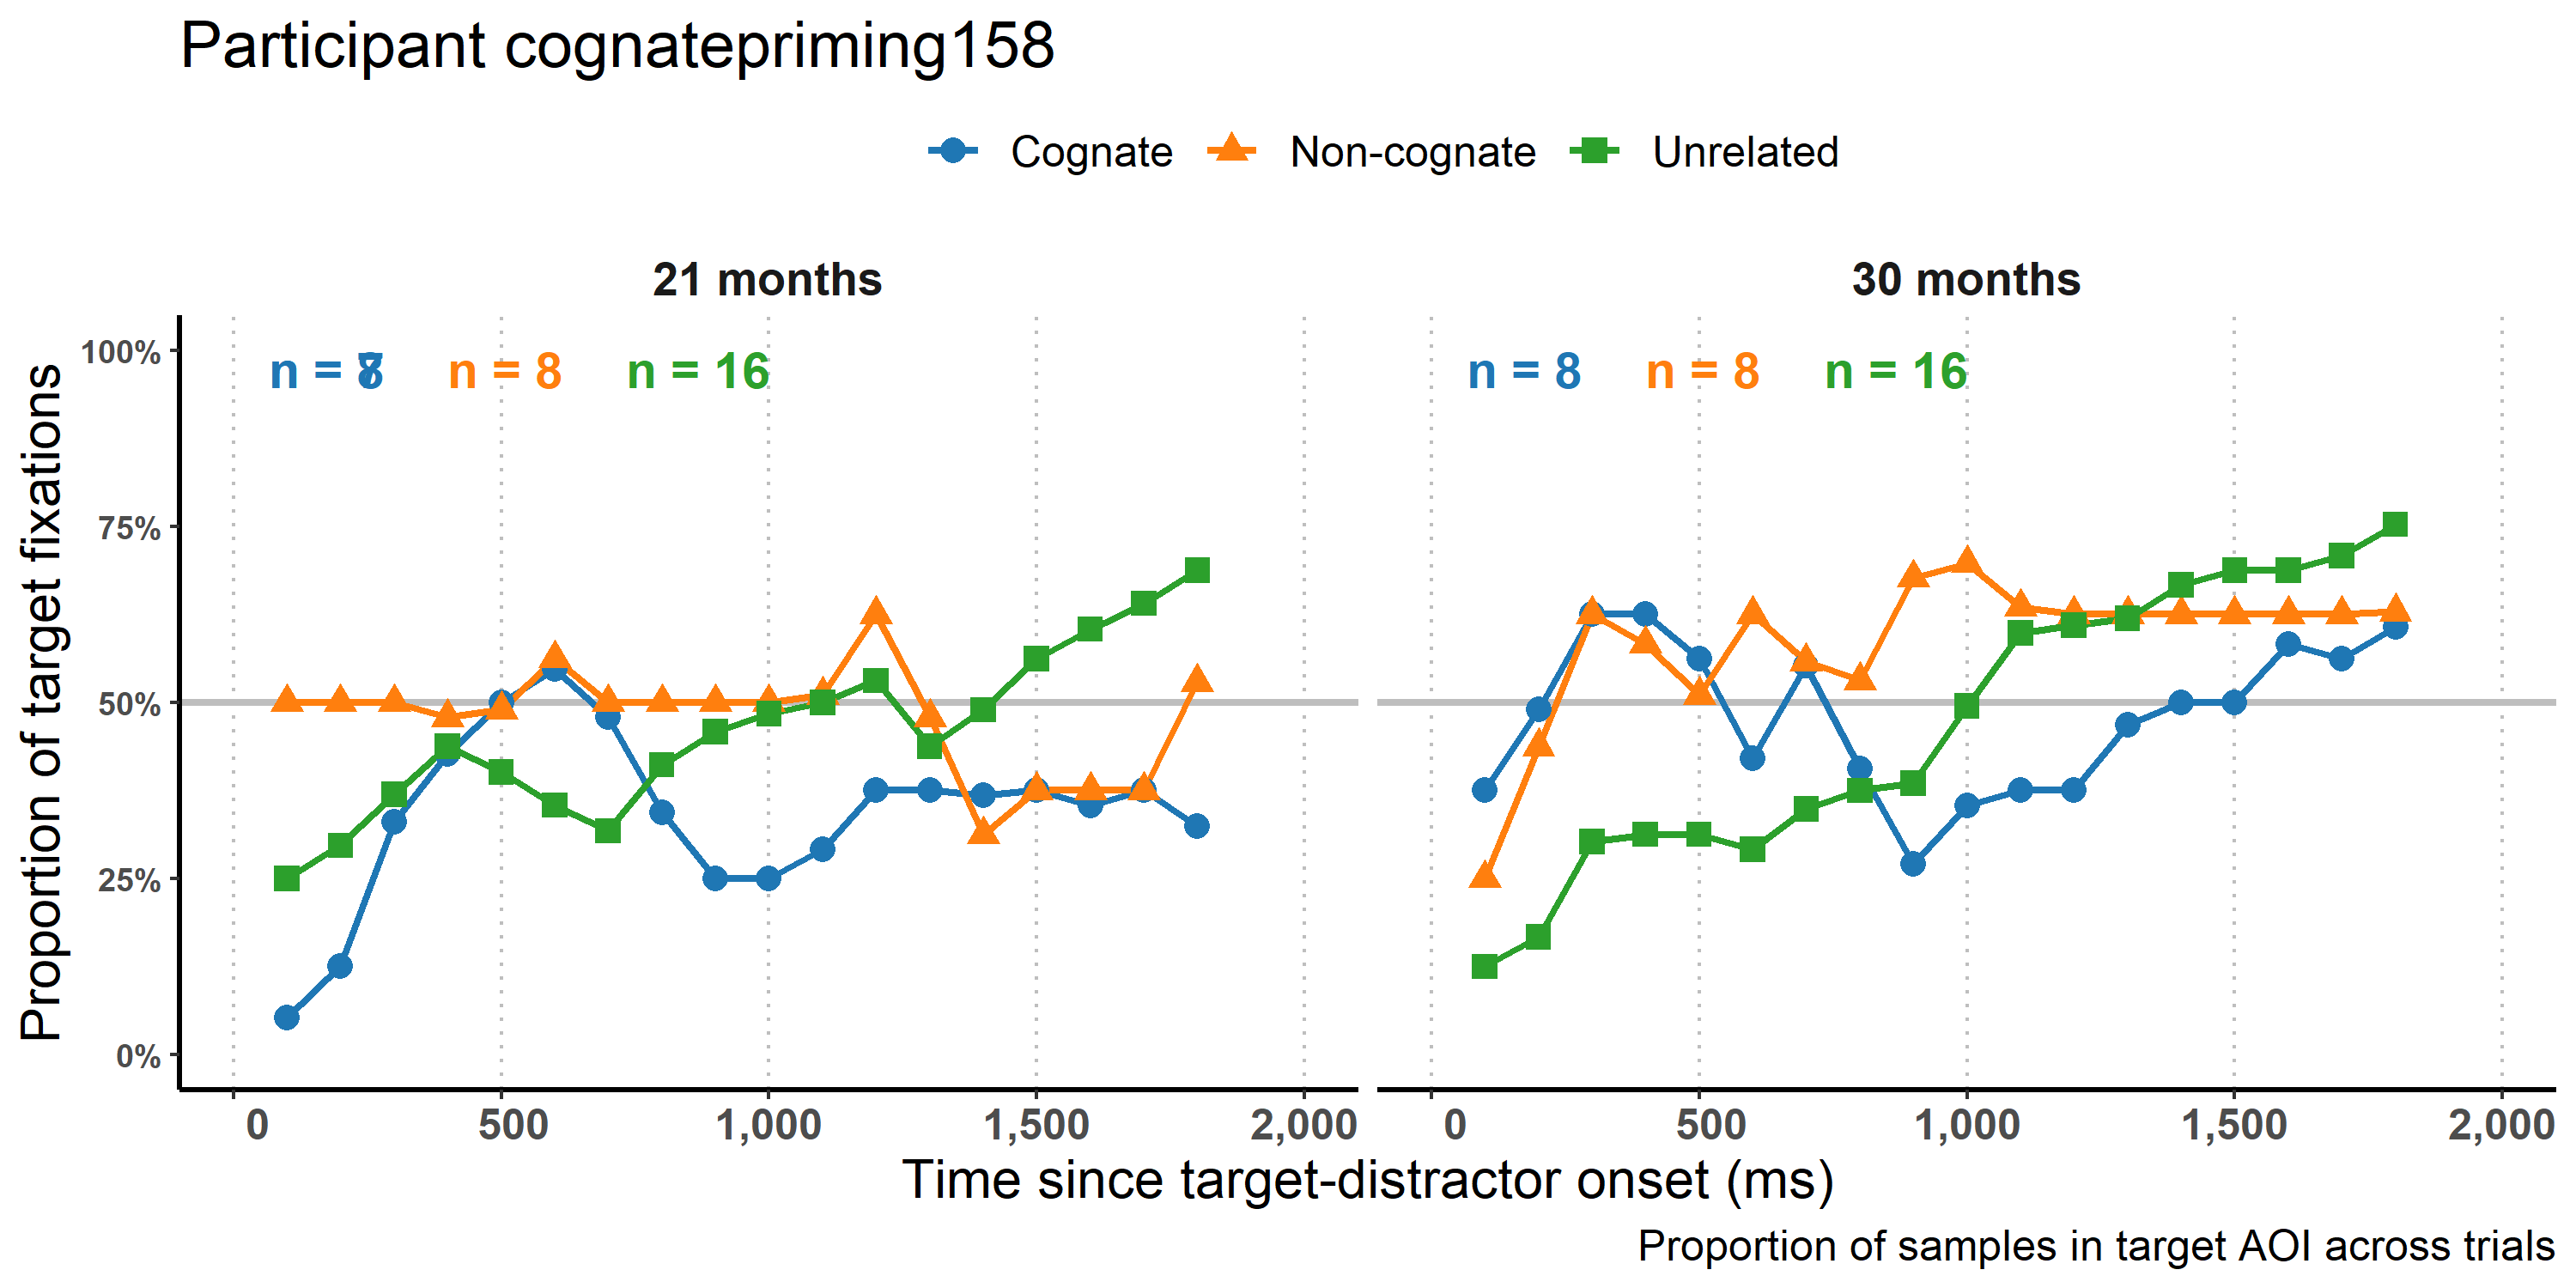 Participant cognatepriming158
Cognate Non-cognate Unrelated
21 months
30 months
n = 8 n = 16
n = 8 n = 8 n = 16
Proportion of target fixations
100%
75%
50%
25%
0%
0 500 1,000 1,500 2,000
0 500 1,000 1,500 2,000
Time since target-distractor onset (ms)
Proportion of samples in target AOI across trials